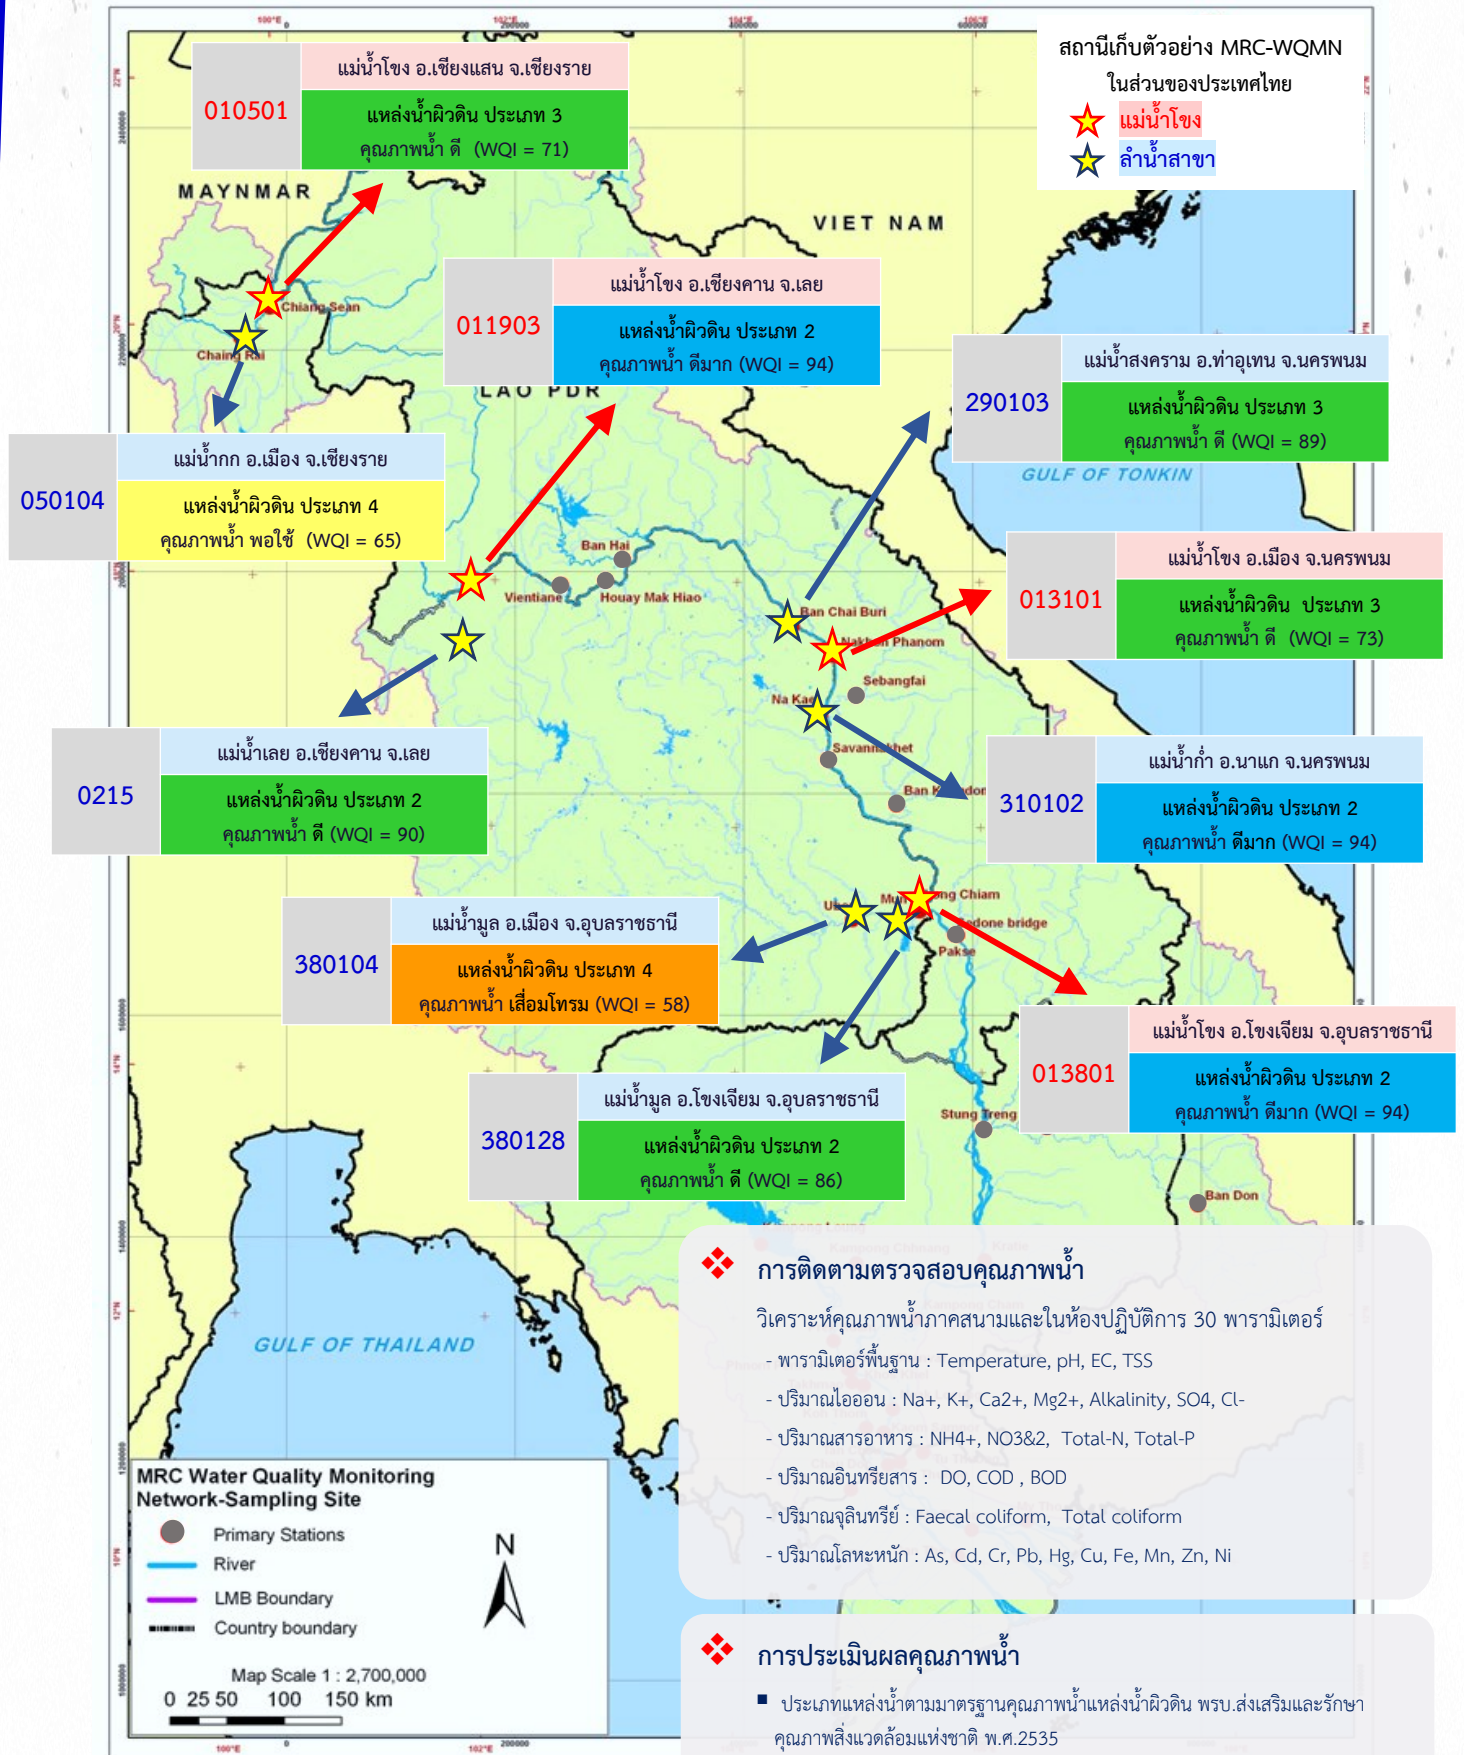 สถานีเก็บตัวอย่าง MRC-WQMN
ในส่วนของประเทศไทย
แม่น้ำโขง
ลำน้ำสาขา
010501
แม่น้ำโขง อ.เชียงแสน จ.เชียงราย
แหล่งน้ำผิวดิน ประเภท 3
คุณภาพน้ำ ดี (WQI = 71)
MAYNMAR
VIET NAM
Chiang Sean
Chaing Rai
011903
แม่น้ำโขง อ.เชียงคาน จ.เลย
แหล่งน้ำผิวดิน ประเภท 2
คุณภาพน้ำ ดีมาก (WQI = 94)
LAO PDR
290103
แม่น้ำสงคราม อ.ท่าอุเทน จ.นครพนม
แหล่งน้ำผิวดิน ประเภท 3
คุณภาพน้ำ ดี (WQI = 89)
GULF OF TONKIN
050104
แม่น้ำกก อ.เมือง จ.เชียงราย
แหล่งน้ำผิวดิน ประเภท 4
คุณภาพน้ำ พอใช้ (WQI = 65)
Ban Hai
Vientiane
Houay Mak Hiao
Ban Chai Buri
Nakhon Phanom
013101
แม่น้ำโขง อ.เมือง จ.นครพนม
แหล่งน้ำผิวดิน ประเภท 3
คุณภาพน้ำ ดี (WQI = 73)
Sebangfai
Na Kae
Savannakhet
0215
แม่น้ำเลย อ.เชียงคาน จ.เลย
แหล่งน้ำผิวดิน ประเภท 2
คุณภาพน้ำ ดี (WQI = 90)
310102
แม่น้ำก่ำ อ.นาแก จ.นครพนม
แหล่งน้ำผิวดิน ประเภท 2
คุณภาพน้ำ ดีมาก (WQI = 94)
380104
แม่น้ำมูล อ.เมือง จ.อุบลราชธานี
แหล่งน้ำผิวดิน ประเภท 4
คุณภาพน้ำ เสื่อมโทรม (WQI = 58)
Pakse
013801
แม่น้ำโขง อ.โขงเจียม จ.อุบลราชธานี
แหล่งน้ำผิวดิน ประเภท 2
คุณภาพน้ำ ดีมาก (WQI = 94)
380128
แม่น้ำมูล อ.โขงเจียม จ.อุบลราชธานี
แหล่งน้ำผิวดิน ประเภท 2
คุณภาพน้ำ ดี (WQI = 86)
Stung Treng
Ban Don
GULF OF THAILAND
การติดตามตรวจสอบคุณภาพน้ำ
วิเคราะห์คุณภาพน้ำภาคสนามและในห้องปฏิบัติการ 30 พารามิเตอร์
- พารามิเตอร์พื้นฐาน : Temperature, pH, EC, TSS
- ปริมาณไอออน : Na+, K+, Ca2+, Mg2+, Alkalinity, SO4, Cl-
- ปริมาณสารอาหาร : NH4+, NO3&2, Total-N, Total-P
- ปริมาณอินทรียสาร : DO, COD , BOD
- ปริมาณจุลินทรีย์ : Faecal coliform, Total coliform
- ปริมาณโลหะหนัก : As, Cd, Cr, Pb, Hg, Cu, Fe, Mn, Zn, Ni
MRC Water Quality Monitoring
Network-Sampling Site
Primary Stations
River
LMB Boundary
Country boundary
N
Map Scale 1 : 2,700,000
0 25 50 100 150 km
การประเมินผลคุณภาพน้ำ
■ ประเภทแหล่งน้ำตามมาตรฐานคุณภาพน้ำแหล่งน้ำผิวดิน พรบ.ส่งเสริมและรักษา
คุณภาพสิ่งแวดล้อมแห่งชาติ พ.ศ.2535